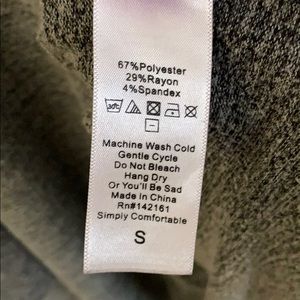 67%Polyester
29%Rayon
4%Spandex
Machine Wash Cold
Gentle Cycle
Do Not Bleach
Hang Dry
Or You'll Be Sad
Made In China
Rn#142161
Simply Comfortable
S